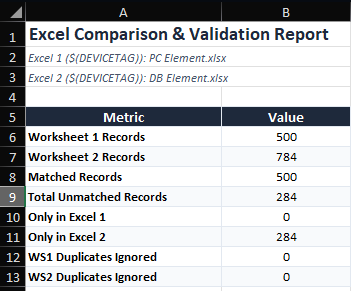 A B
1 Excel Comparison & Validation Report
2 Excel 1 ($(DEVICETAG)): PC Element.xlsx
3 Excel 2 ($(DEVICETAG)): DB Element.xlsx
4
5 Metric Value
6 Worksheet 1 Records 500
7 Worksheet 2 Records 784
8 Matched Records 500
9 Total Unmatched Records 284
10 Only in Excel 1 0
11 Only in Excel 2 284
12 WS1 Duplicates Ignored 0
13 WS2 Duplicates Ignored 0